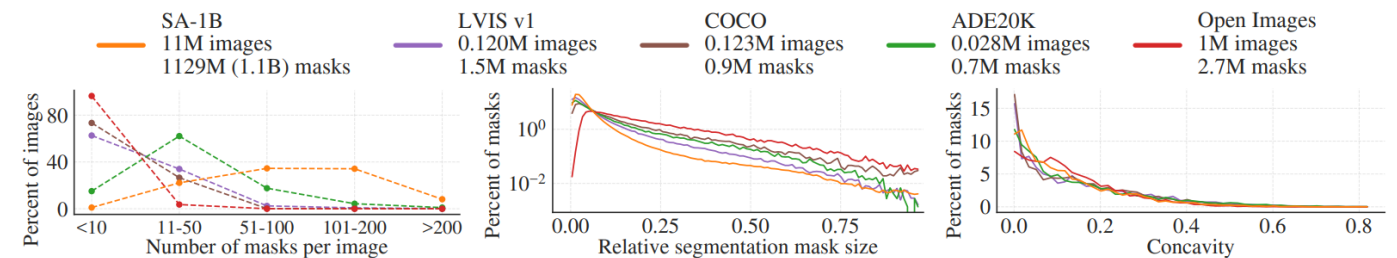 SA-1B
11M images
1129M (1.1B) masks
LVIS v1
0.120M images
1.5M masks
COCO
0.123M images
0.9M masks
ADE20K
0.028M images
0.7M masks
Open Images
1M images
2.7M masks
Percent of images
80
40
0
<10 11-50 51-100 101-200 >200
Number of masks per image
Percent of masks
10⁰
10⁻²
0.00 0.25 0.50 0.75
Relative segmentation mask size
Percent of masks
15
10
5
0
0.0 0.2 0.4 0.6 0.8
Concavity